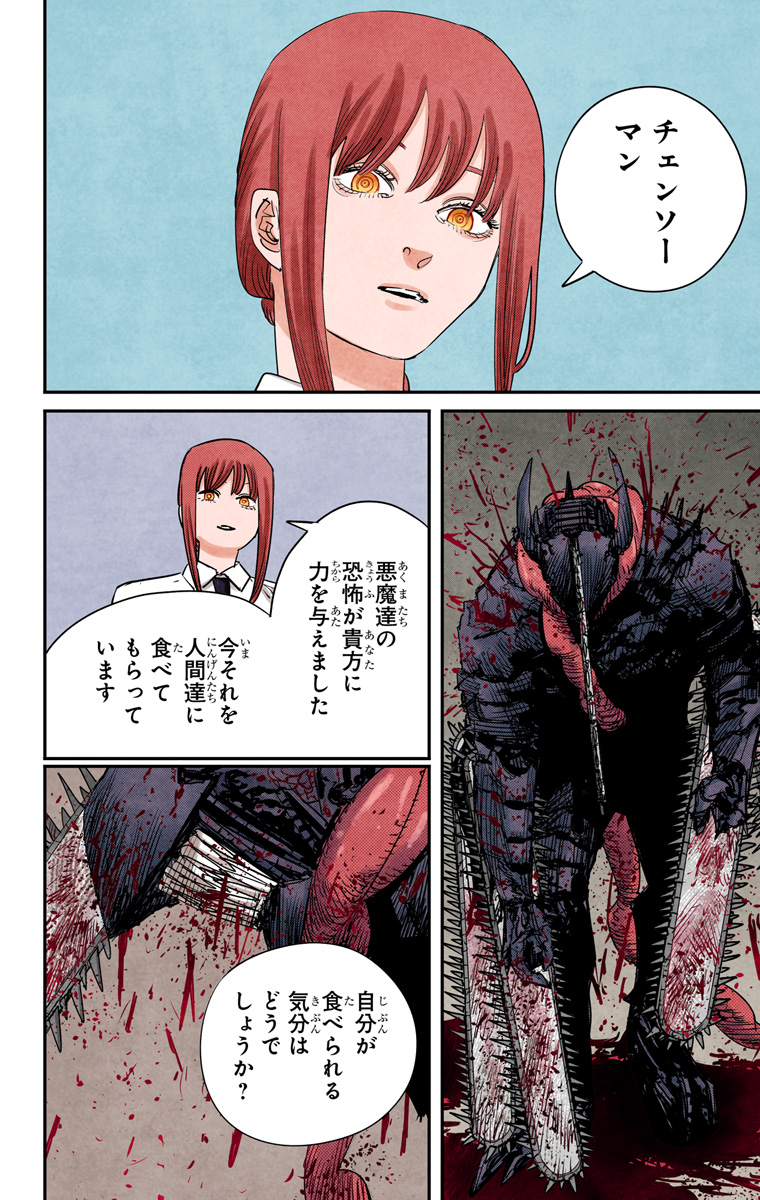 チェンソー
マン
悪魔達の
恐怖が貴方に
力を与えました
今それを
人間達に
食べて
もらって
います
自分が
食べられる
気分は
どうで
しょうか?